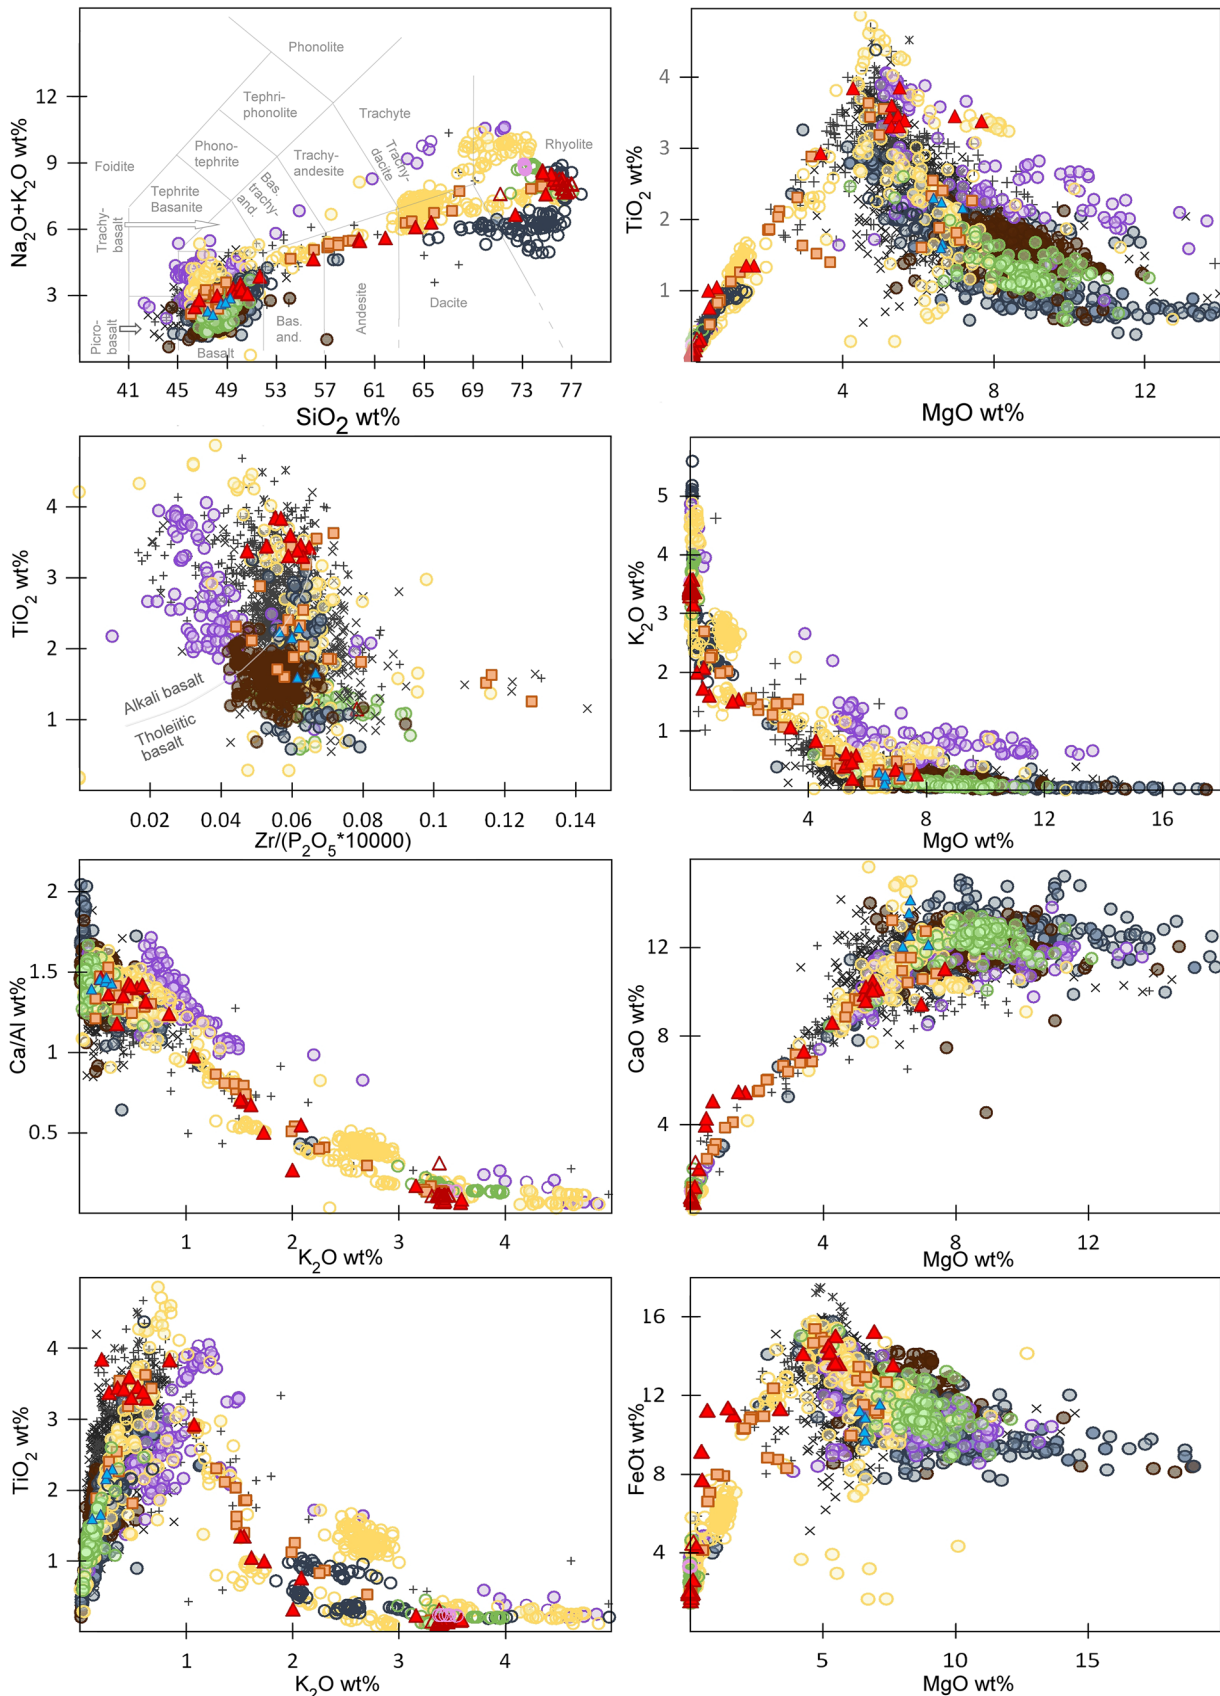 Na2O+K2O wt%
12
9
6
3
Phonolite
Tephri-
phonolite
Trachyte
Phono-
tephrite
Trachy-
dacite
Rhyolite
Foidite
Trachy-
andesite
Tephrite
Basanite
Bas.
trachy-
and.
Trachy-
basalt
Picro-
basalt
Basalt
Bas.
and.
Andesite
Dacite
41 45 49 53 57 61 65 69 73 77
SiO2 wt%
TiO2 wt%
4
3
2
1
4 8 12
MgO wt%
TiO2 wt%
4
3
2
1
Alkali basalt
Tholeiitic
basalt
0.02 0.04 0.06 0.08 0.1 0.12 0.14
Zr/(P2O5*10000)
K2O wt%
5
4
3
2
1
4 8 12 16
MgO wt%
Ca/Al wt%
2
1.5
1
0.5
1 2 3 4
K2O wt%
CaO wt%
12
8
4
4 8 12
MgO wt%
TiO2 wt%
4
3
2
1
1 2 3 4
K2O wt%
FeOt wt%
16
12
8
4
5 10 15
MgO wt%